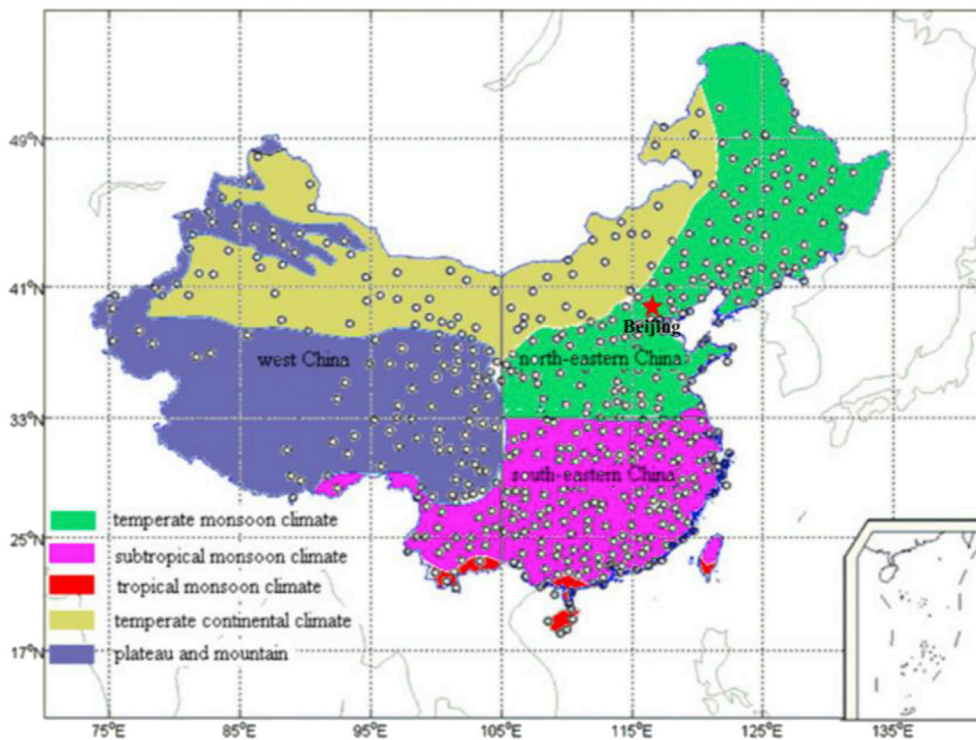 49°N
41°N
Beijing
west China
north-eastern China
33°N
south-eastern China
temperate monsoon climate
25°N
subtropical monsoon climate
tropical monsoon climate
temperate continental climate
plateau and mountain
17°N
75°E
85°E
95°E
105°E
115°E
125°E
135°E